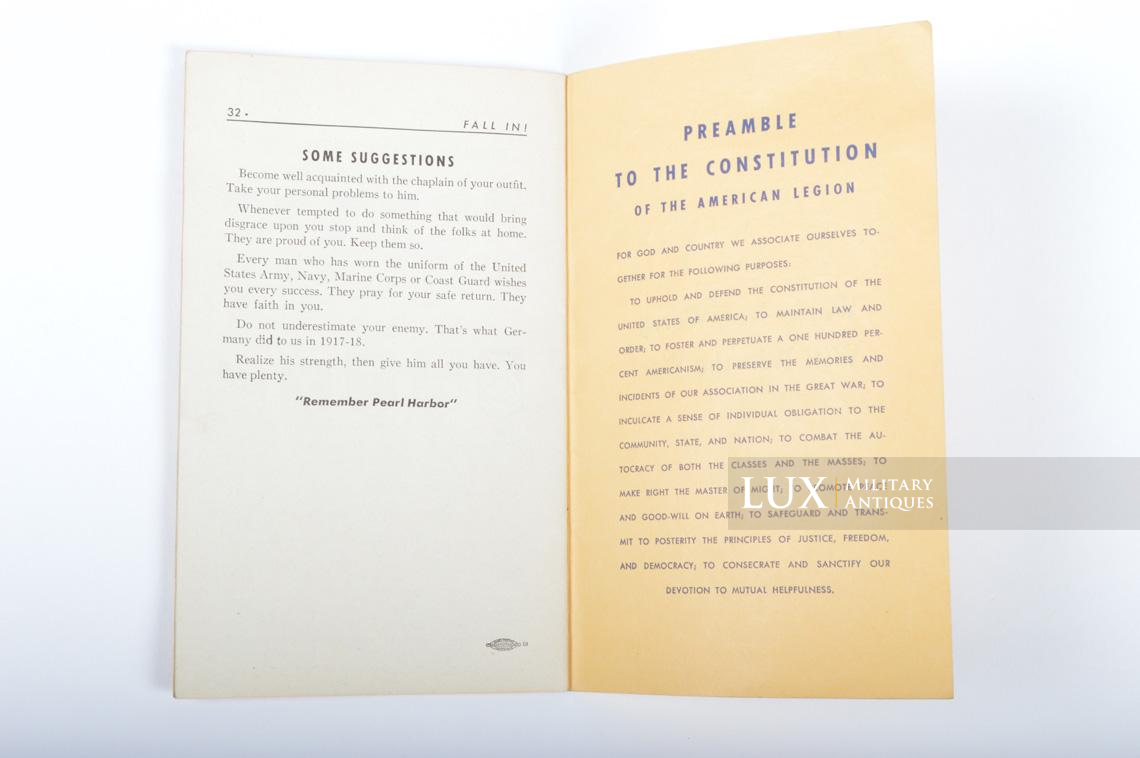 32 •
FALL IN!
SOME SUGGESTIONS
Become well acquainted with the chaplain of your outfit.
Take your personal problems to him.
Whenever tempted to do something that would bring
disgrace upon you stop and think of the folks at home.
They are proud of you. Keep them so.
Every man who has worn the uniform of the United
States Army, Navy, Marine Corps or Coast Guard wishes
you every success. They pray for your safe return. They
have faith in you.
Do not underestimate your enemy. That's what Ger-
many did to us in 1917-18.
Realize his strength, then give him all you have. You
have plenty.
"Remember Pearl Harbor"
PREAMBLE
TO THE CONSTITUTION
OF THE AMERICAN LEGION
FOR GOD AND COUNTRY WE ASSOCIATE OURSELVES TO-
GETHER FOR THE FOLLOWING PURPOSES:
TO UPHOLD AND DEFEND THE CONSTITUTION OF THE
UNITED STATES OF AMERICA; TO MAINTAIN LAW AND
ORDER; TO FOSTER AND PERPETUATE A ONE HUNDRED PER-
CENT AMERICANISM; TO PRESERVE THE MEMORIES AND
INCIDENTS OF OUR ASSOCIATION IN THE GREAT WAR; TO
INCULCATE A SENSE OF INDIVIDUAL OBLIGATION TO THE
COMMUNITY, STATE, AND NATION; TO COMBAT THE AU-
TOCRACY OF BOTH THE CLASSES AND THE MASSES; TO
MAKE RIGHT THE MASTER OF MIGHT; TO PROMOTE PEACE
AND GOOD-WILL ON EARTH; TO SAFEGUARD AND TRANS-
MIT TO POSTERITY THE PRINCIPLES OF JUSTICE, FREEDOM,
AND DEMOCRACY; TO CONSECRATE AND SANCTIFY OUR
DEVOTION TO MUTUAL HELPFULNESS.
LUX MILITARY
ANTIQUES